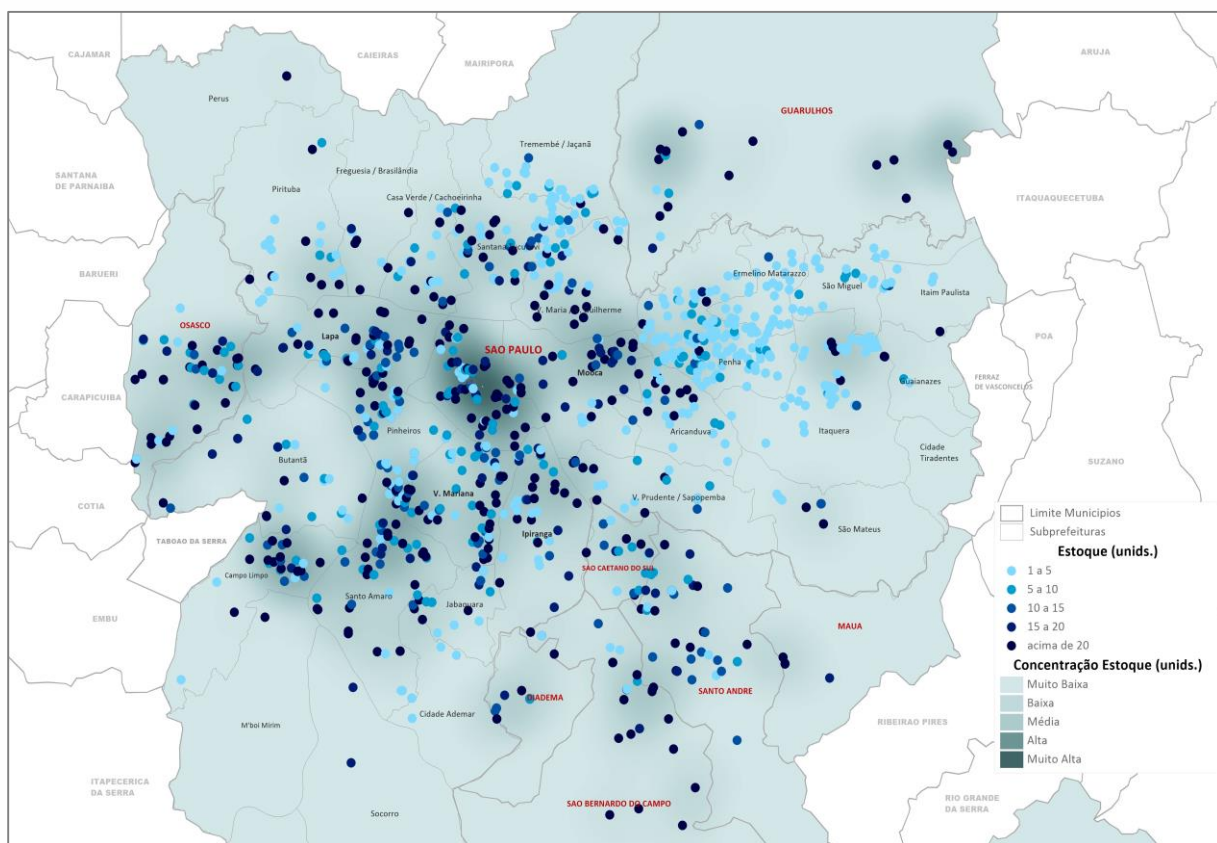 CAJAMAR
CAIEIRAS
MAIRIPORA
ARUJA
Perus
GUARULHOS
Tremembé / Jaçanã
SANTANA
DE PARNAIBA
Freguesia / Brasilândia
Pirituba
Casa Verde / Cachoeirinha
ITAQUAQUECETUBA
BARUERI
Ermelino Matarazzo
São Miguel
Itaim Paulista
OSASCO
Lapa
SAO PAULO
POA
Mooca
Penha
CARAPICUIBA
Guaianazes
FERRAZ
DE VASCONCELOS
Pinheiros
Aricanduva
Itaquera
Butantã
Cidade
Tiradentes
SUZANO
V. Mariana
V. Prudente / Sapopemba
COTIA
Ipiranga
São Mateus
TABOAO DA SERRA
SAO CAETANO DO SUL
Campo Limpo
Santo Amaro
Jabaquara
EMBU
MAUA
DIADEMA
SANTO ANDRE
Cidade Ademar
M'boi Mirim
RIBEIRAO PIRES
ITAPECERICA
DA SERRA
SAO BERNARDO DO CAMPO
Socorro
RIO GRANDE
DA SERRA
Limite Municipios
Subprefeituras
Estoque (unids.)
1 a 5
5 a 10
10 a 15
15 a 20
acima de 20
Concentração Estoque (unids.)
Muito Baixa
Baixa
Média
Alta
Muito Alta